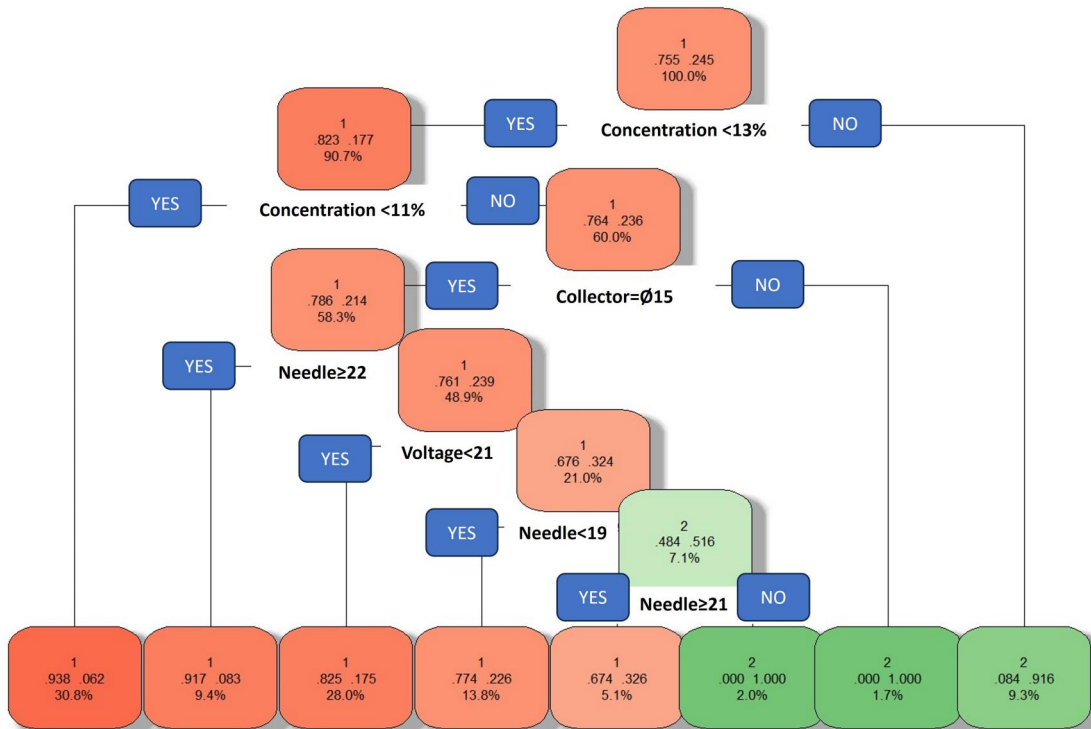 1
.755 .245
100.0%
YES
Concentration <13%
NO
1
.823 .177
90.7%
YES
Concentration <11%
NO
1
.764 .236
60.0%
YES
Collector=Ø15
NO
1
.786 .214
58.3%
YES
Needle≥22
1
.761 .239
48.9%
YES
Voltage<21
1
.676 .324
21.0%
YES
Needle<19
2
.484 .516
7.1%
YES
Needle≥21
NO
1
.938 .062
30.8%
1
.917 .083
9.4%
1
.825 .175
28.0%
1
.774 .226
13.8%
1
.674 .326
5.1%
2
.000 1.000
2.0%
2
.000 1.000
1.7%
2
.084 .916
9.3%